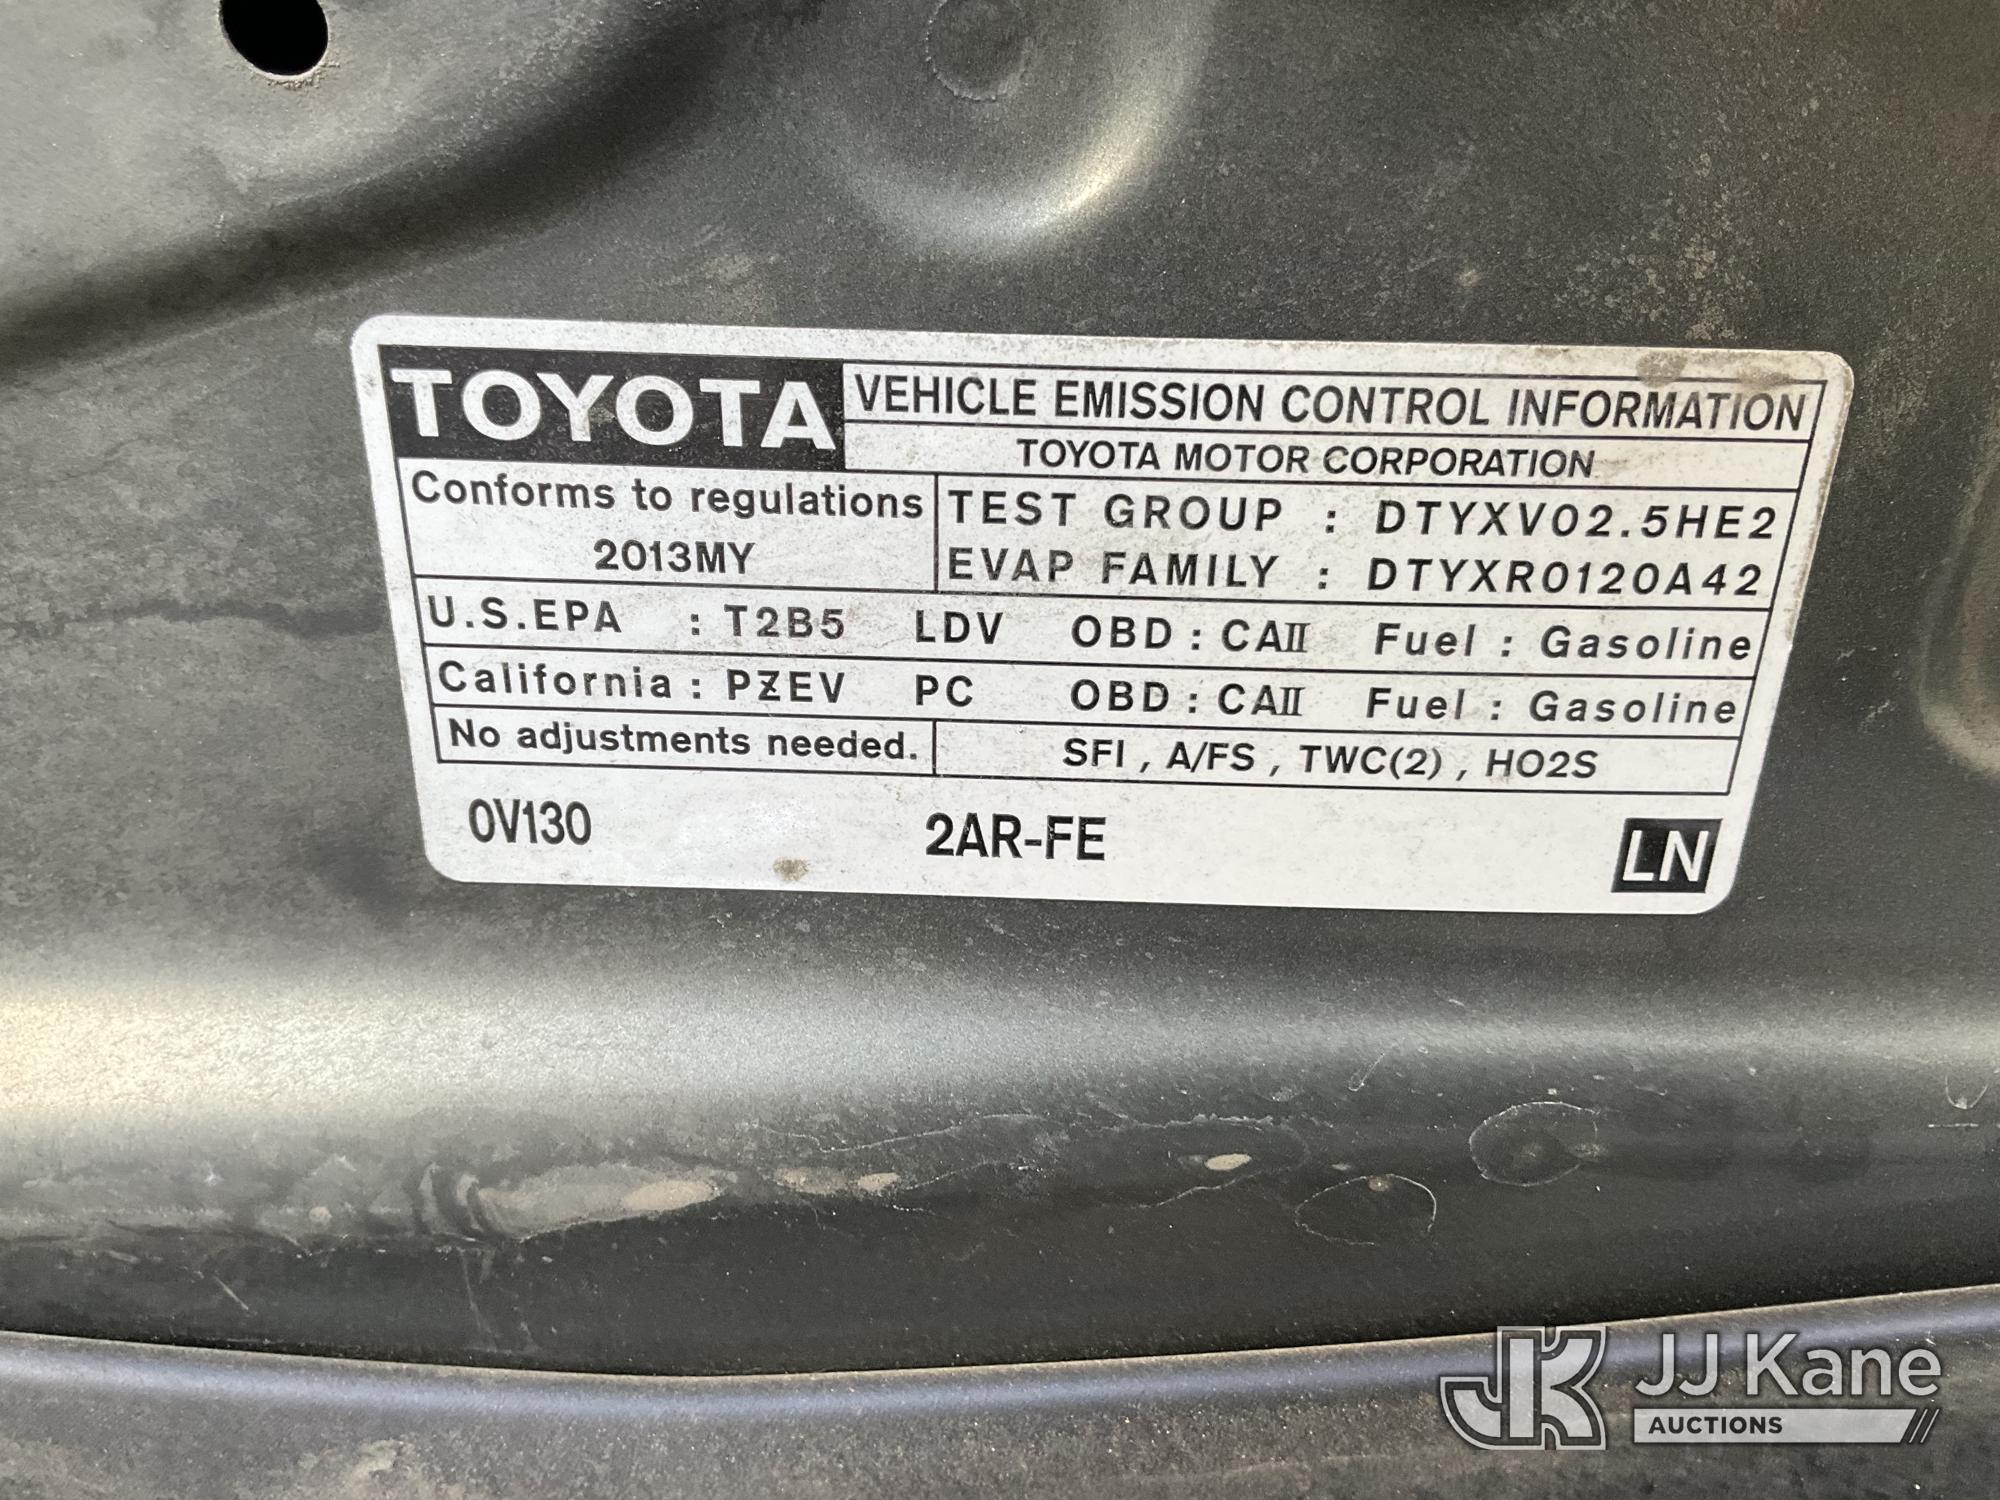 TOYOTA VEHICLE EMISSION CONTROL INFORMATION
TOYOTA MOTOR CORPORATION
Conforms to regulations
2013MY
TEST GROUP : DTYXV02.5HE2
EVAP FAMILY : DTYXR0120A42
U.S.EPA : T2B5 LDV OBD : CAII Fuel : Gasoline
California : PZEV PC OBD : CAII Fuel : Gasoline
No adjustments needed. SFI , A/FS , TWC(2) , HO2S
0V130 2AR-FE LN
JK JJ Kane
AUCTIONS